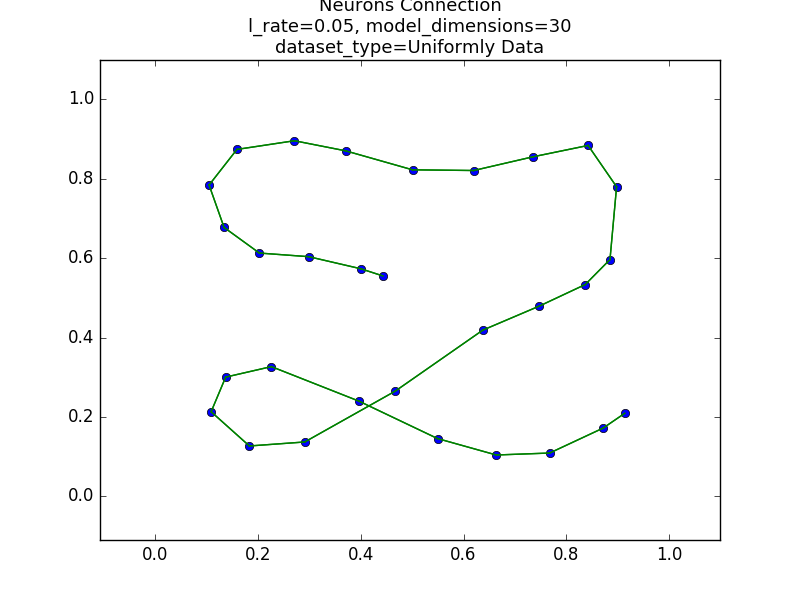 Neurons Connection
l_rate=0.05, model_dimensions=30
dataset_type=Uniformly Data
1.0
0.8
0.6
0.4
0.2
0.0
0.0 0.2 0.4 0.6 0.8 1.0